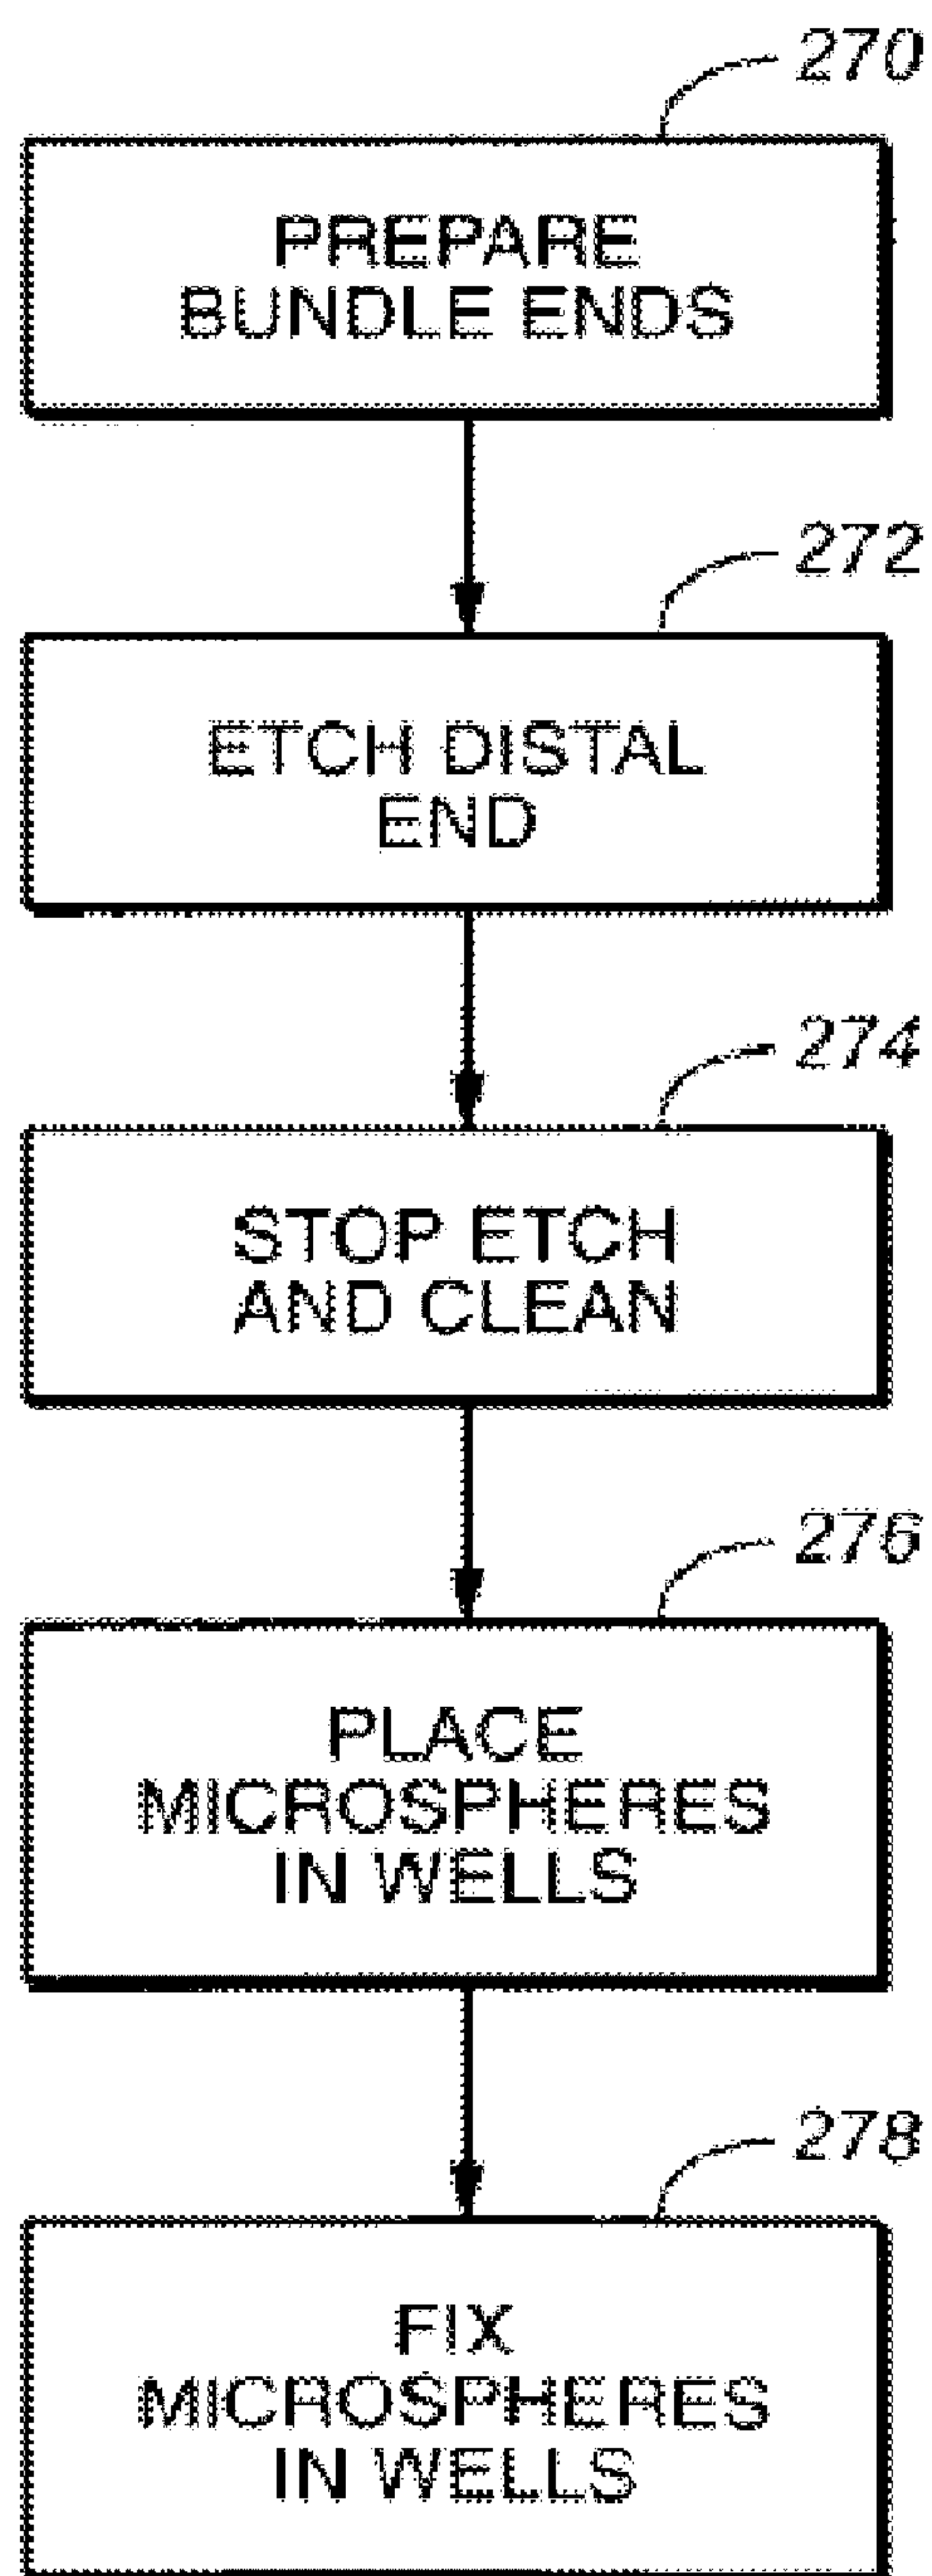 270
PREPARE
BUNDLE ENDS
272
ETCH DISTAL
END
274
STOP ETCH
AND CLEAN
276
PLACE
MICROSPHERES
IN WELLS
278
FIX
MICROSPHERES
IN WELLS